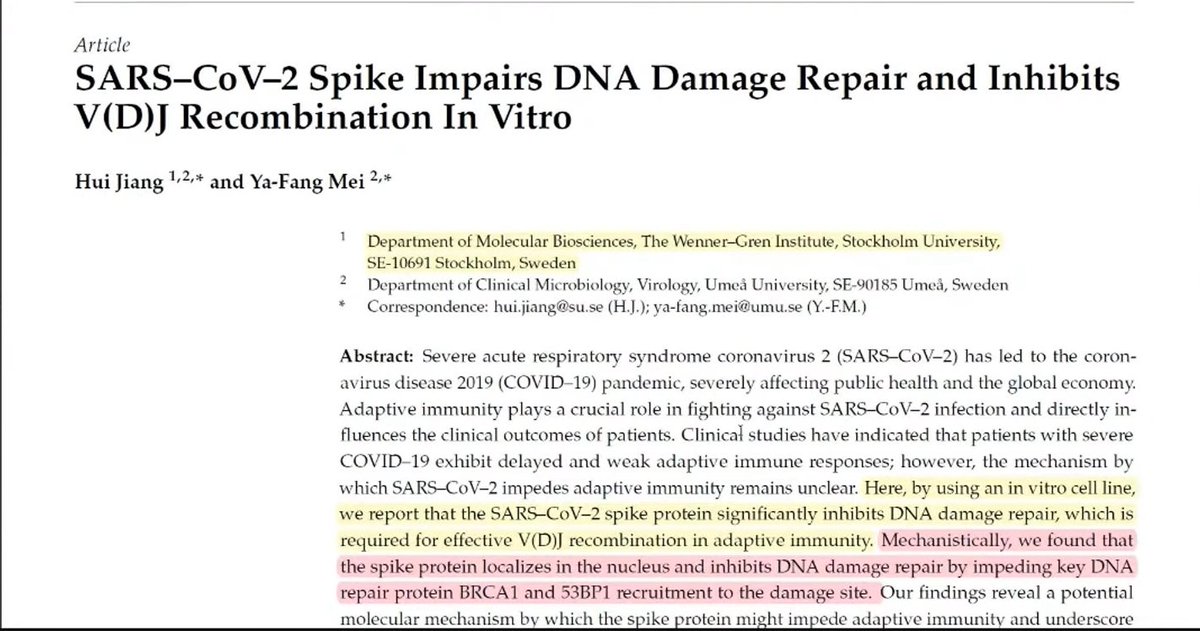 Article
SARS–CoV–2 Spike Impairs DNA Damage Repair and Inhibits
V(D)J Recombination In Vitro
Hui Jiang 1,2,* and Ya-Fang Mei 2,*
1 Department of Molecular Biosciences, The Wenner–Gren Institute, Stockholm University,
SE-10691 Stockholm, Sweden
2 Department of Clinical Microbiology, Virology, Umeå University, SE-90185 Umeå, Sweden
* Correspondence: hui.jiang@su.se (H.J.); ya-fang.mei@umu.se (Y.-F.M.)
Abstract: Severe acute respiratory syndrome coronavirus 2 (SARS–CoV–2) has led to the coron-
avirus disease 2019 (COVID–19) pandemic, severely affecting public health and the global economy.
Adaptive immunity plays a crucial role in fighting against SARS–CoV–2 infection and directly in-
fluences the clinical outcomes of patients. Clinical studies have indicated that patients with severe
COVID–19 exhibit delayed and weak adaptive immune responses; however, the mechanism by
which SARS–CoV–2 impedes adaptive immunity remains unclear. Here, by using an in vitro cell line,
we report that the SARS–CoV–2 spike protein significantly inhibits DNA damage repair, which is
required for effective V(D)J recombination in adaptive immunity. Mechanistically, we found that
the spike protein localizes in the nucleus and inhibits DNA damage repair by impeding key DNA
repair protein BRCA1 and 53BP1 recruitment to the damage site. Our findings reveal a potential
molecular mechanism by which the spike protein might impede adaptive immunity and underscore